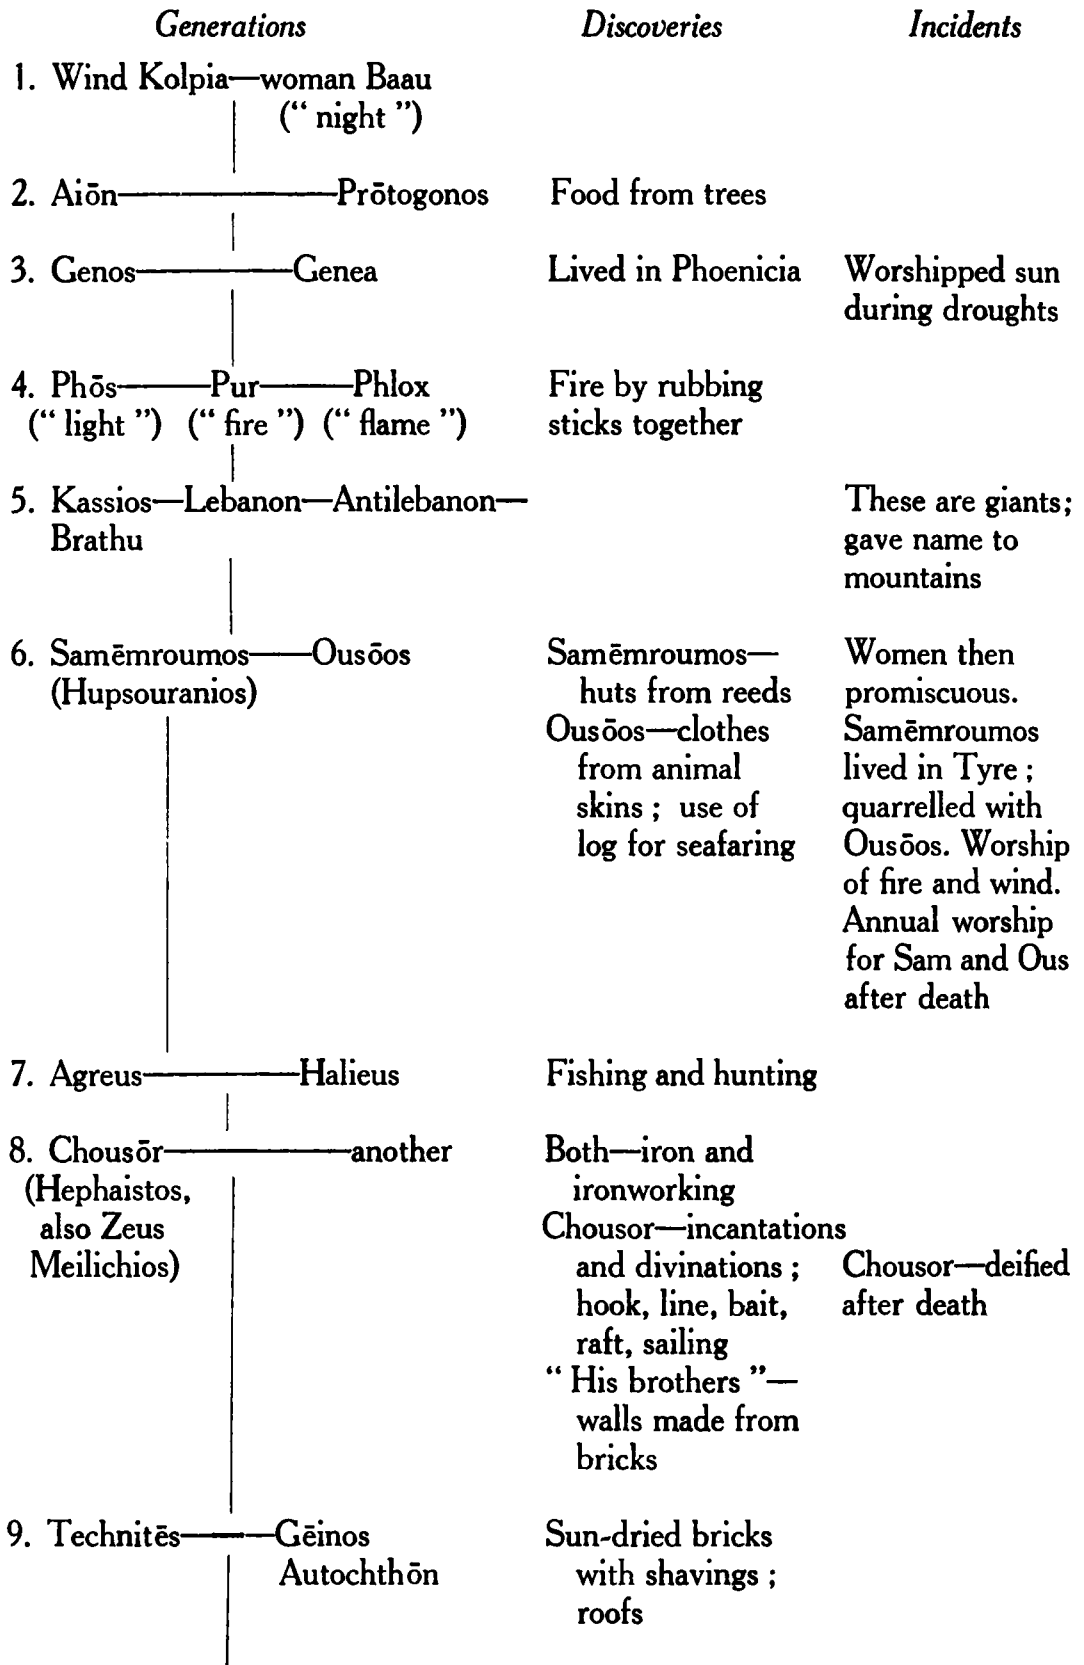 Generations Discoveries Incidents
1. Wind Kolpia—woman Baau
(“ night ”)
2. Aiōn——Prōtogonos Food from trees
3. Genos——Genea Lived in Phoenicia Worshipped sun
during droughts
4. Phōs——Pur——Phlox Fire by rubbing
(“ light ”) (“ fire ”) (“ flame ”) sticks together
5. Kassios—Lebanon—Antilebanon— These are giants;
Brathu gave name to
mountains
6. Samēmroumos——Ousōos Samēmroumos— Women then
(Hupsouranios) huts from reeds promiscuous.
Ousōos—clothes Samēmroumos
from animal lived in Tyre ;
skins ; use of quarrelled with
log for seafaring Ousōos. Worship
of fire and wind.
Annual worship
for Sam and Ous
after death
7. Agreus——Halieus Fishing and hunting
8. Chousōr——another Both—iron and
(Hephaistos, ironworking
also Zeus Chousor—incantations
Meilichios) and divinations ; Chousor—deified
hook, line, bait, after death
raft, sailing
“ His brothers ”—
walls made from
bricks
9. Technitēs——Gēinos Sun-dried bricks
Autochthōn with shavings ;
roofs